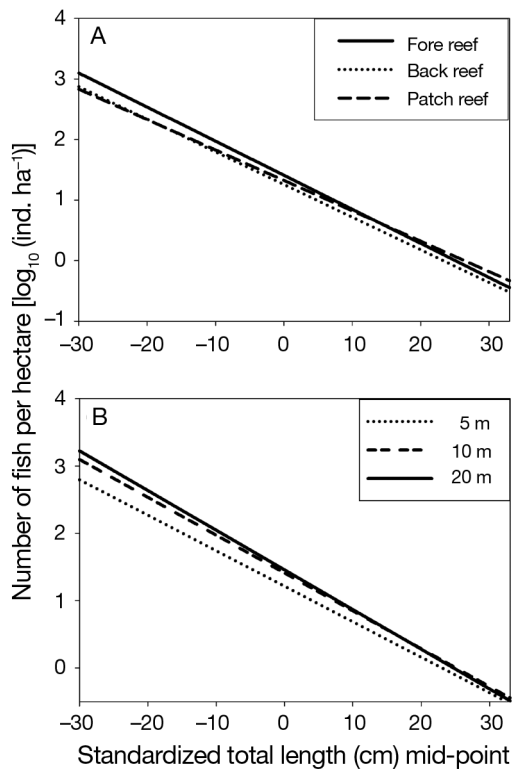 A
Fore reef
Back reef
Patch reef
4
3
2
1
0
−1
−30 −20 −10 0 10 20 30
Number of fish per hectare [log₁₀ (ind. ha⁻¹)]
B
5 m
10 m
20 m
4
3
2
1
0
−30 −20 −10 0 10 20 30
Standardized total length (cm) mid-point